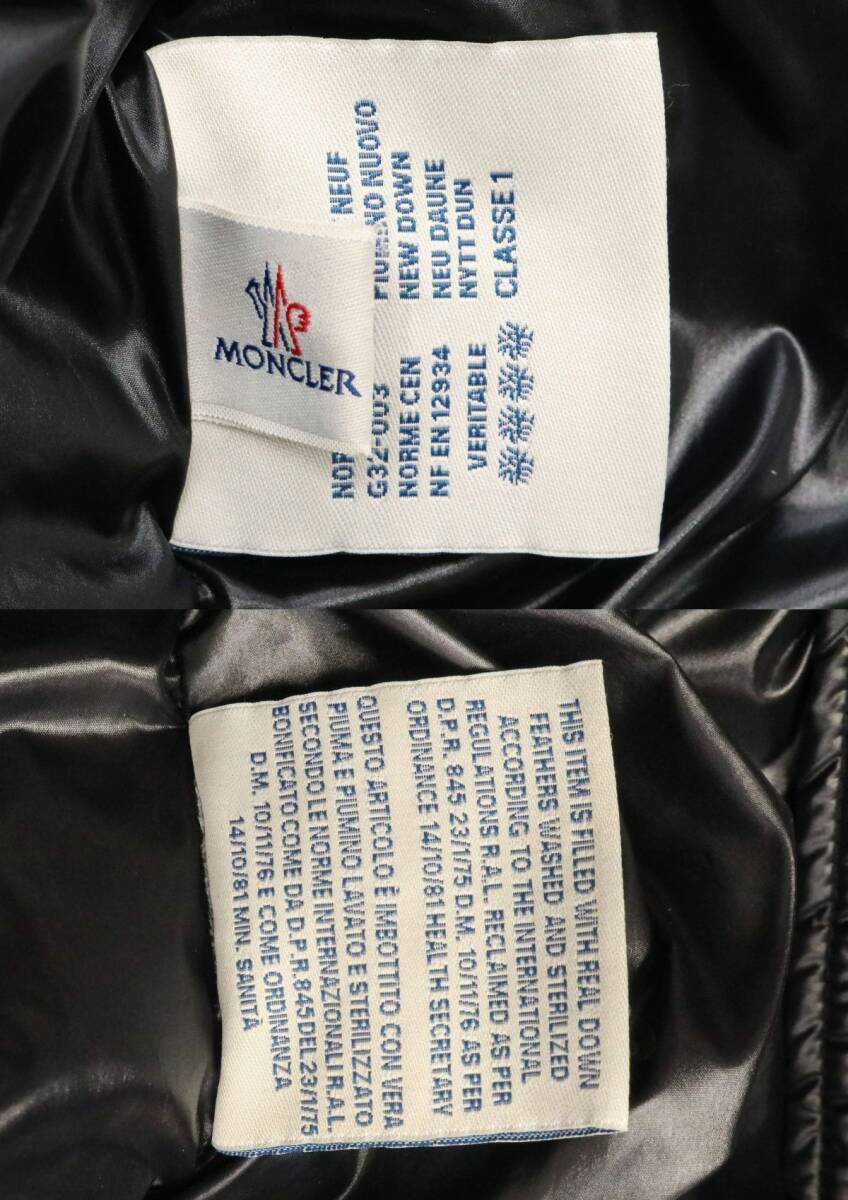 MONCLER
NEUF
NUOVO
NEW DOWN
NEU DAUNE
NYTT DUN
CLASSE 1
G32-003
NORME CEN
NF EN 12934
VERITABLE
THIS ITEM IS FILLED WITH REAL DOWN
FEATHERS WASHED AND STERILIZED
ACCORDING TO THE INTERNATIONAL
REGULATIONS R.A.L. RECLAIMED AS PER
D.P.R. 845 23/1/75 D.M. 10/1/76 AS PER
ORDINANCE 14/10/81 HEALTH SECRETARY
QUESTO ARTICOLO É IMBOTTITO CON VERA
PIUMA E PIUMINO LAVATO E STERILIZZATO
SECONDO LE NORME INTERNAZIONALI R.A.L.
BONIFICATO COME DA D.P.R. 845 DEL 23/1/75
D.M. 10/1/76 E COME ORDINANZA
14/10/81 MIN. SANITÀ